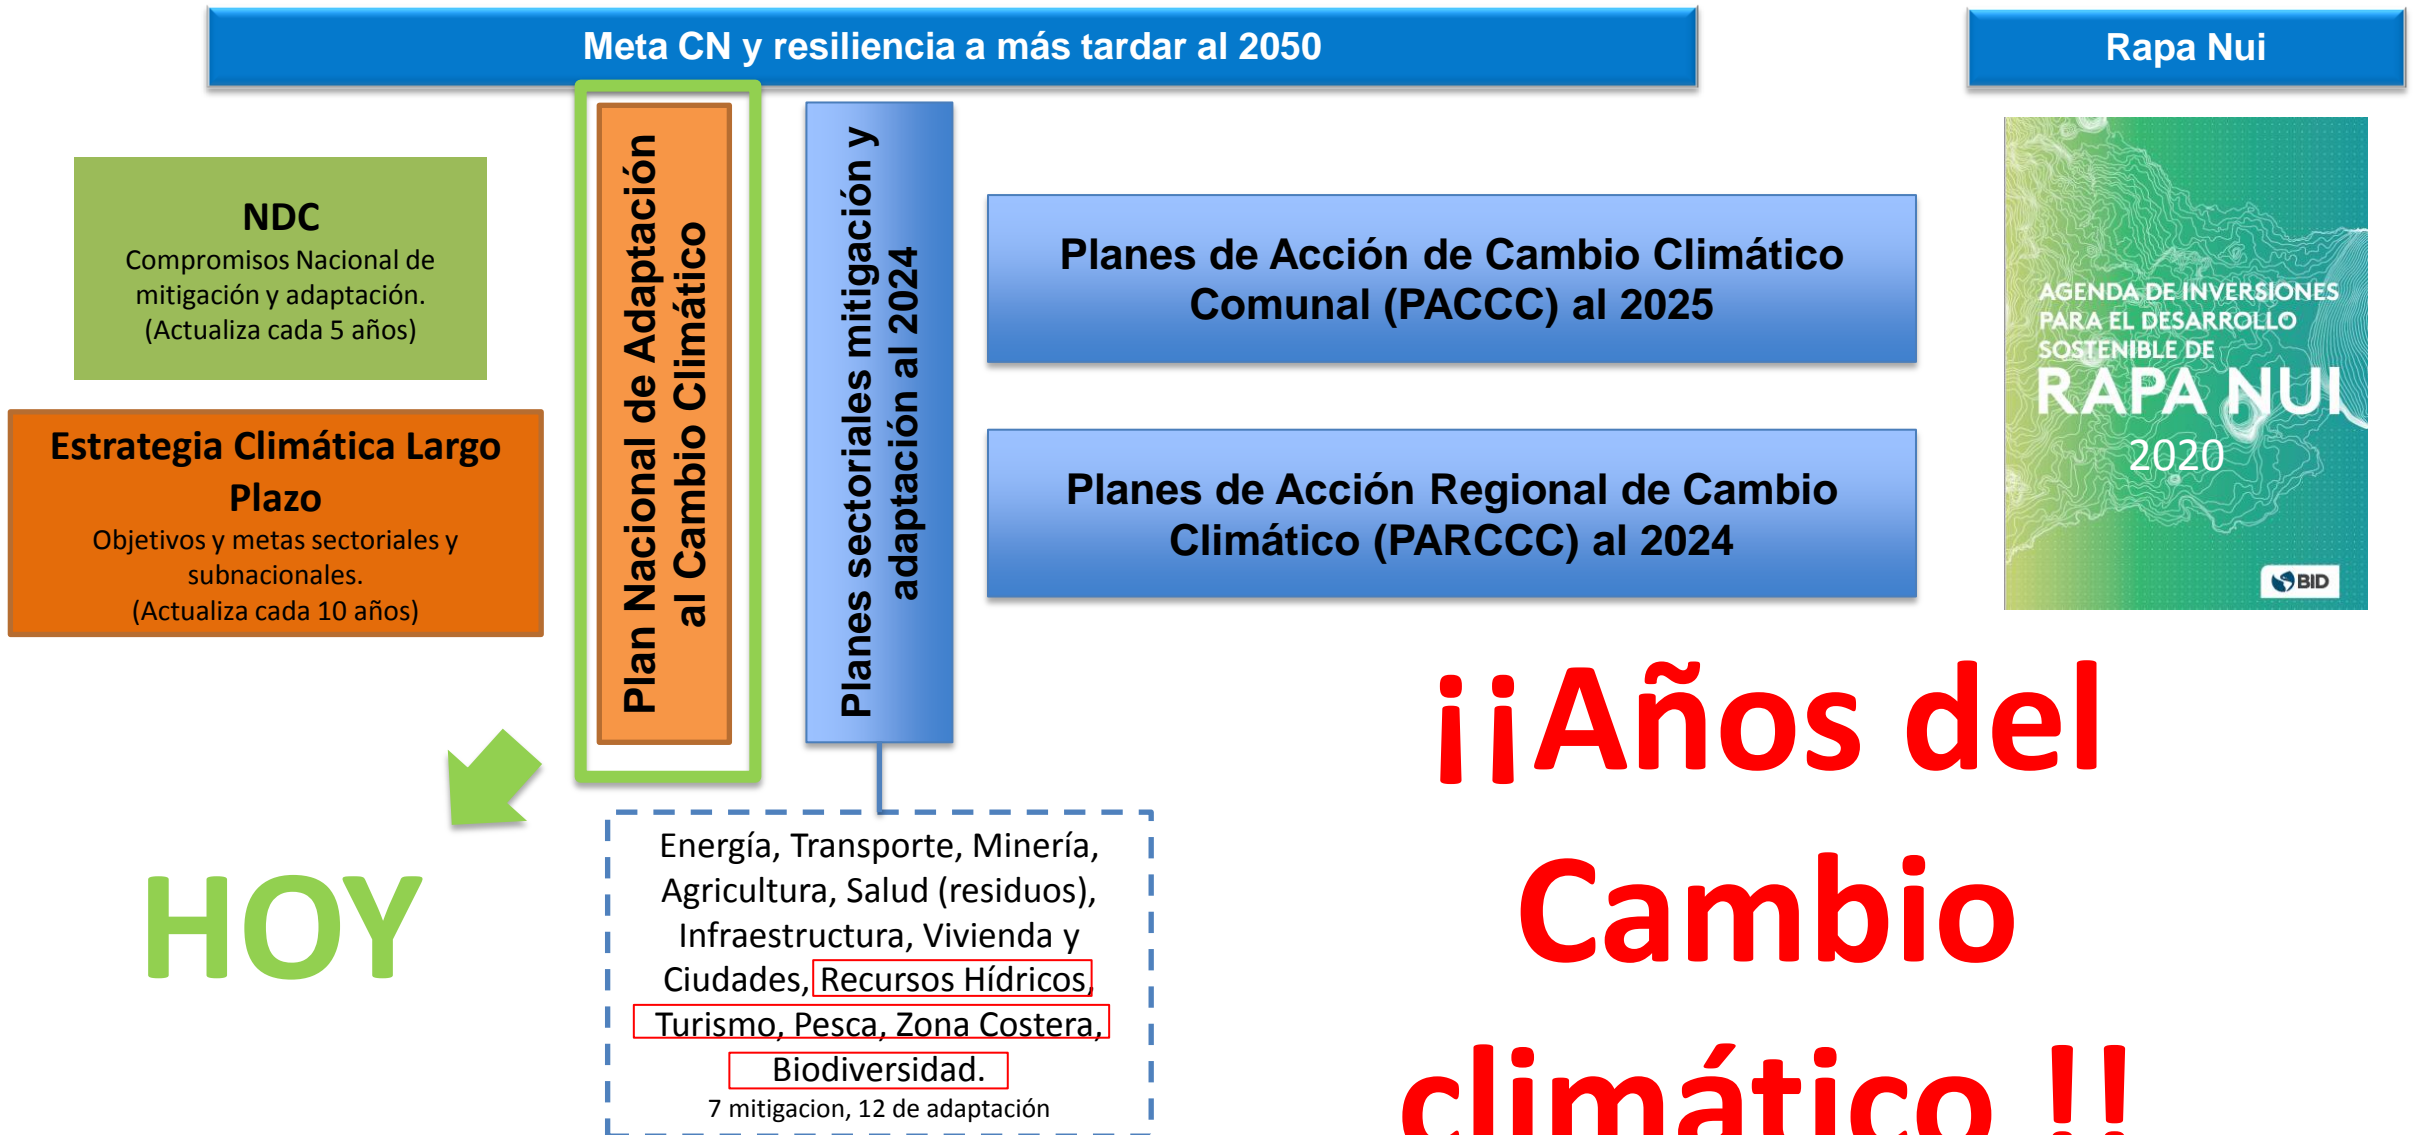 Meta CN y resiliencia a más tardar al 2050
Rapa Nui
NDC
Compromisos Nacional de
mitigación y adaptación.
(Actualiza cada 5 años)
Estrategia Climática Largo
Plazo
Objetivos y metas sectoriales y
subnacionales.
(Actualiza cada 10 años)
HOY
Plan Nacional de Adaptación
al Cambio Climático
Planes sectoriales mitigación y
adaptación al 2024
Energía, Transporte, Minería,
Agricultura, Salud (residuos),
Infraestructura, Vivienda y
Ciudades, Recursos Hídricos,
Turismo, Pesca, Zona Costera,
Biodiversidad.
7 mitigacion, 12 de adaptación
Planes de Acción de Cambio Climático
Comunal (PACCC) al 2025
Planes de Acción Regional de Cambio
Climático (PARCCC) al 2024
AGENDA DE INVERSIONES
PARA EL DESARROLLO
SOSTENIBLE DE
RAPA NUI
2020
BID
¡¡Años del
Cambio
climático !!